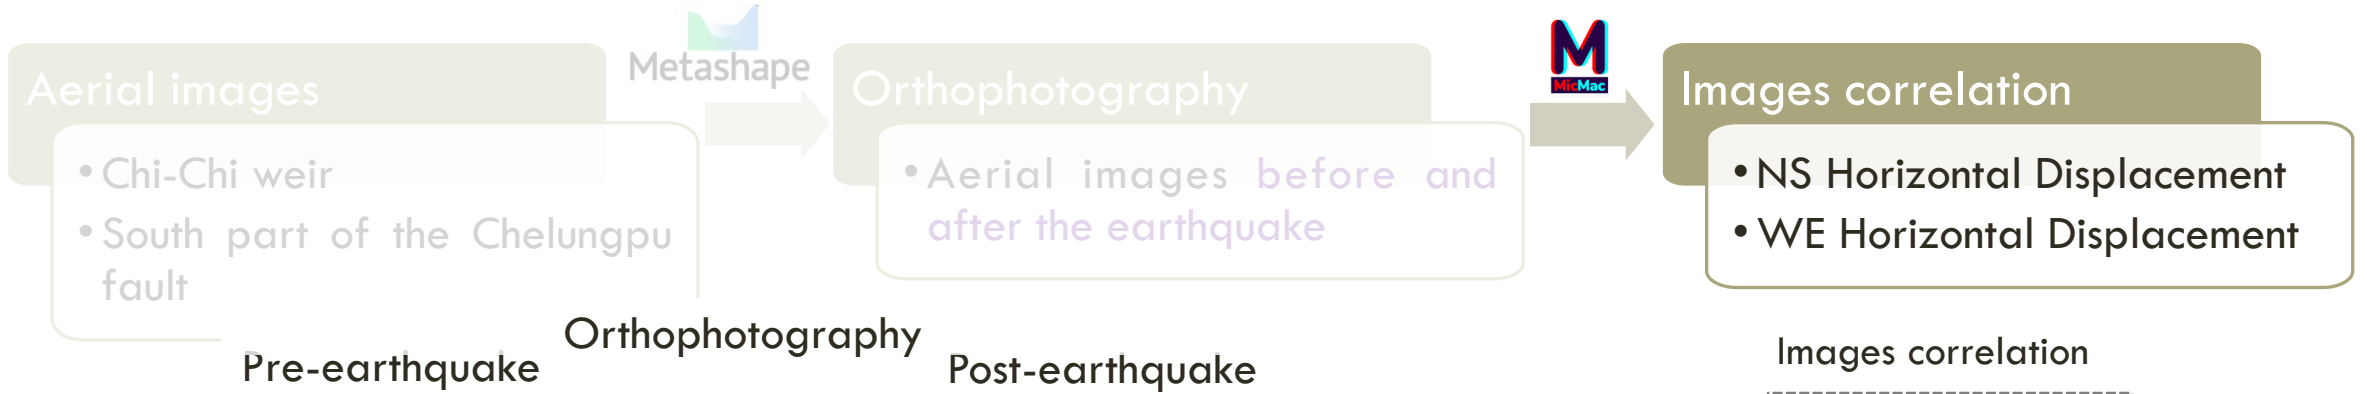 Metashape
MicMac
Aerial images
• Chi-Chi weir
• South part of the Chelungpu
fault
Orthophotography
• Aerial images before and
after the earthquake
Images correlation
• NS Horizontal Displacement
• WE Horizontal Displacement
Orthophotography
Pre-earthquake
Post-earthquake
Images correlation